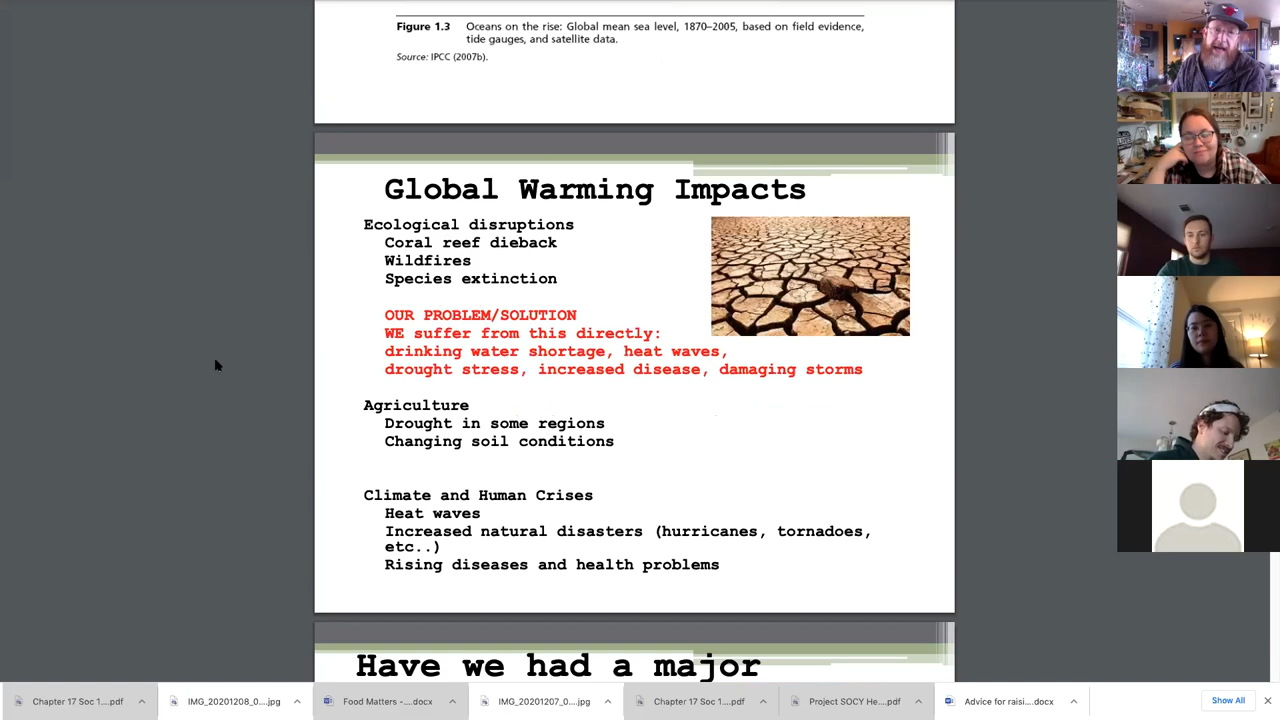 Figure 1.3 Oceans on the rise: Global mean sea level, 1870–2005, based on field evidence,
tide gauges, and satellite data.
Source: IPCC (2007b).
Global Warming Impacts
Ecological disruptions
Coral reef dieback
Wildfires
Species extinction
OUR PROBLEM/SOLUTION
WE suffer from this directly:
drinking water shortage, heat waves,
drought stress, increased disease, damaging storms
Agriculture
Drought in some regions
Changing soil conditions
Climate and Human Crises
Heat waves
Increased natural disasters (hurricanes, tornadoes,
etc..)
Rising diseases and health problems
Have we had a major
Chapter 17 Soc 1....pdf
IMG_20201208_0....jpg
Food Matters -....docx
IMG_20201207_0....jpg
Chapter 17 Soc 1....pdf
Project SOCY He....pdf
Advice for raisi....docx
Show All